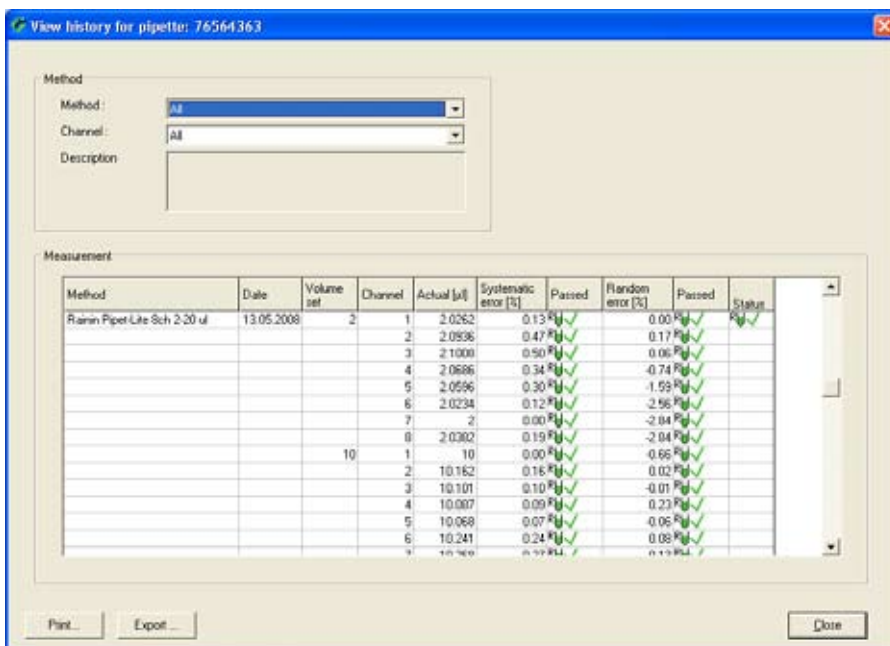 View history for pipette: 76564363
Method
Method : All
Channel : All
Description
Measurement
Method Date Volume set Channel Actual [µl] Systematic error [%] Passed Random error [%] Passed Status
Rainin Pipet-Lite 8ch 2-20 ul 13.05.2008 2 1 2.0262 0.13 0.00
2 2.0936 0.47 0.17
3 2.1000 0.50 0.06
4 2.0686 0.34 -0.74
5 2.0596 0.30 -1.59
6 2.0234 0.12 -2.96
7 2 0.00 -2.84
8 2.0382 0.19 -2.84
10 1 10 0.00 -0.66
2 10.162 0.16 0.02
3 10.101 0.10 -0.01
4 10.087 0.09 0.23
5 10.068 0.07 -0.06
6 10.241 0.24 0.08
Print...
Export ...
Close